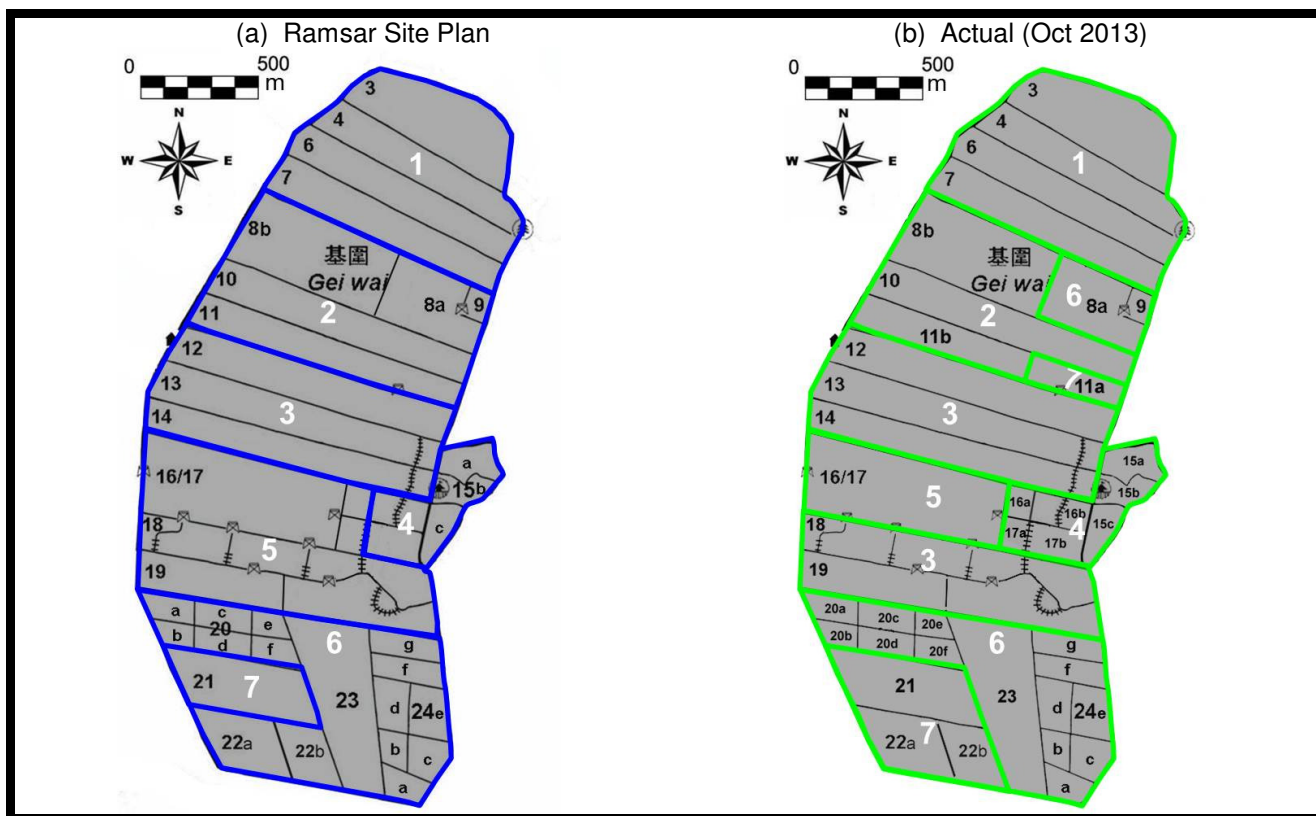 (a) Ramsar Site Plan
0 500
m
N
W E
S
3
4
1
6
7
8b
基圍
Gei wai
10
8a 9
2
11
12
13
3
14
a
16/17
15b
4
c
18
5
19
a c e
20
b d f
6
g
f
21 7
23
d 24e
22a 22b
b c
a
(b) Actual (Oct 2013)
0 500
m
N
W E
S
3
4
1
6
7
8b
基圍
Gei wai
6
10
8a 9
2
11b
7
11a
12
13
3
14
15a
16/17
5
16a 15b
16b
4 15c
18
17a 17b
3
19
20a 20c 20e
20b 20d 20f
6
g
f
21
23
d 24e
22a 7 22b
b c
a